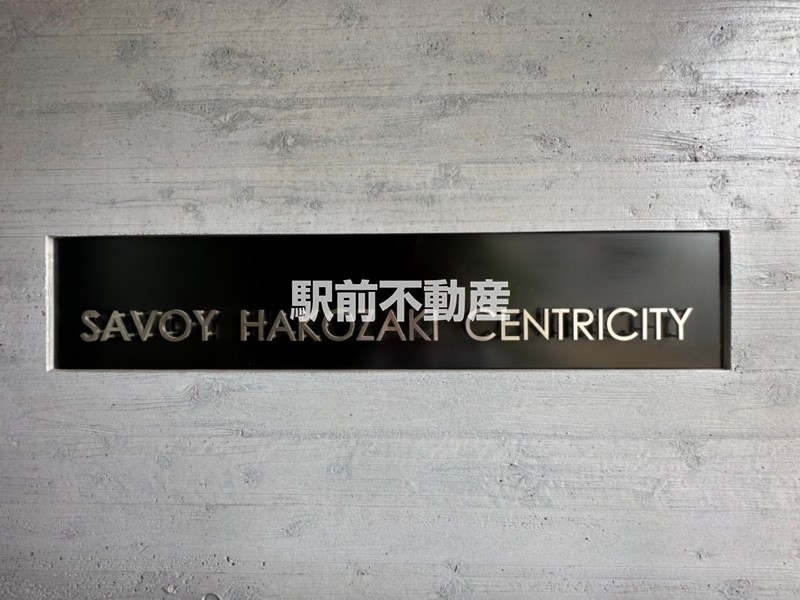 駅前不動産
SAVOY HAKOZAKI CENTRICITY